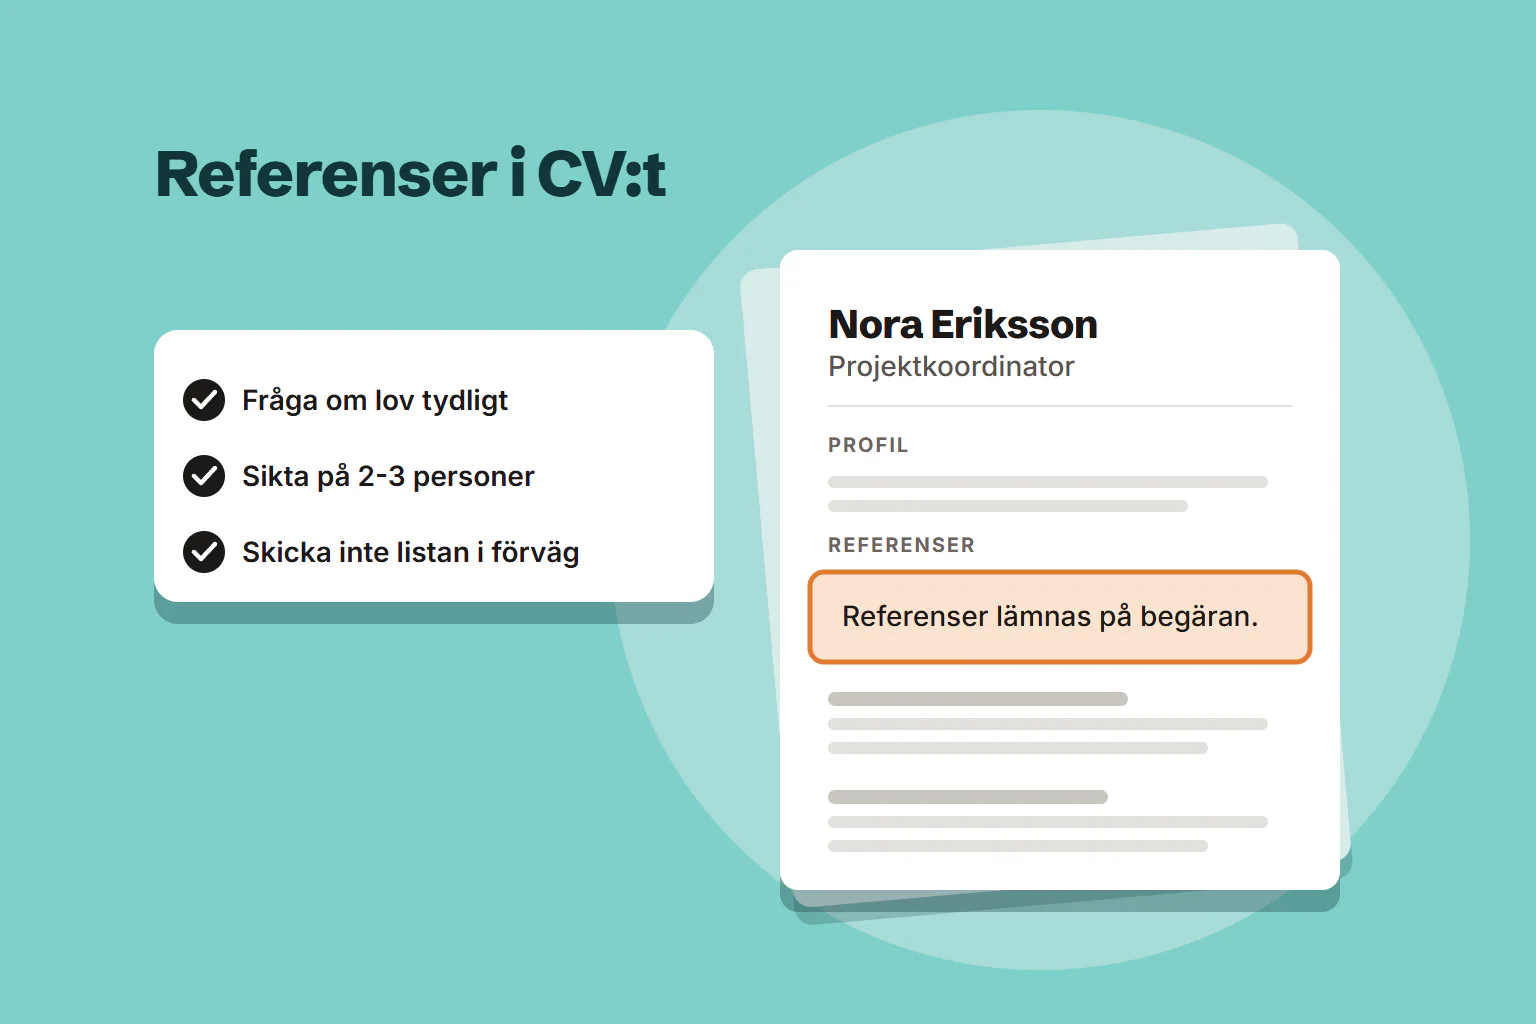 Referenser i CV:t
Fråga om lov tydligt
Sikta på 2-3 personer
Skicka inte listan i förväg
Nora Eriksson
Projektkoordinator
PROFIL
REFERENSER
Referenser lämnas på begäran.